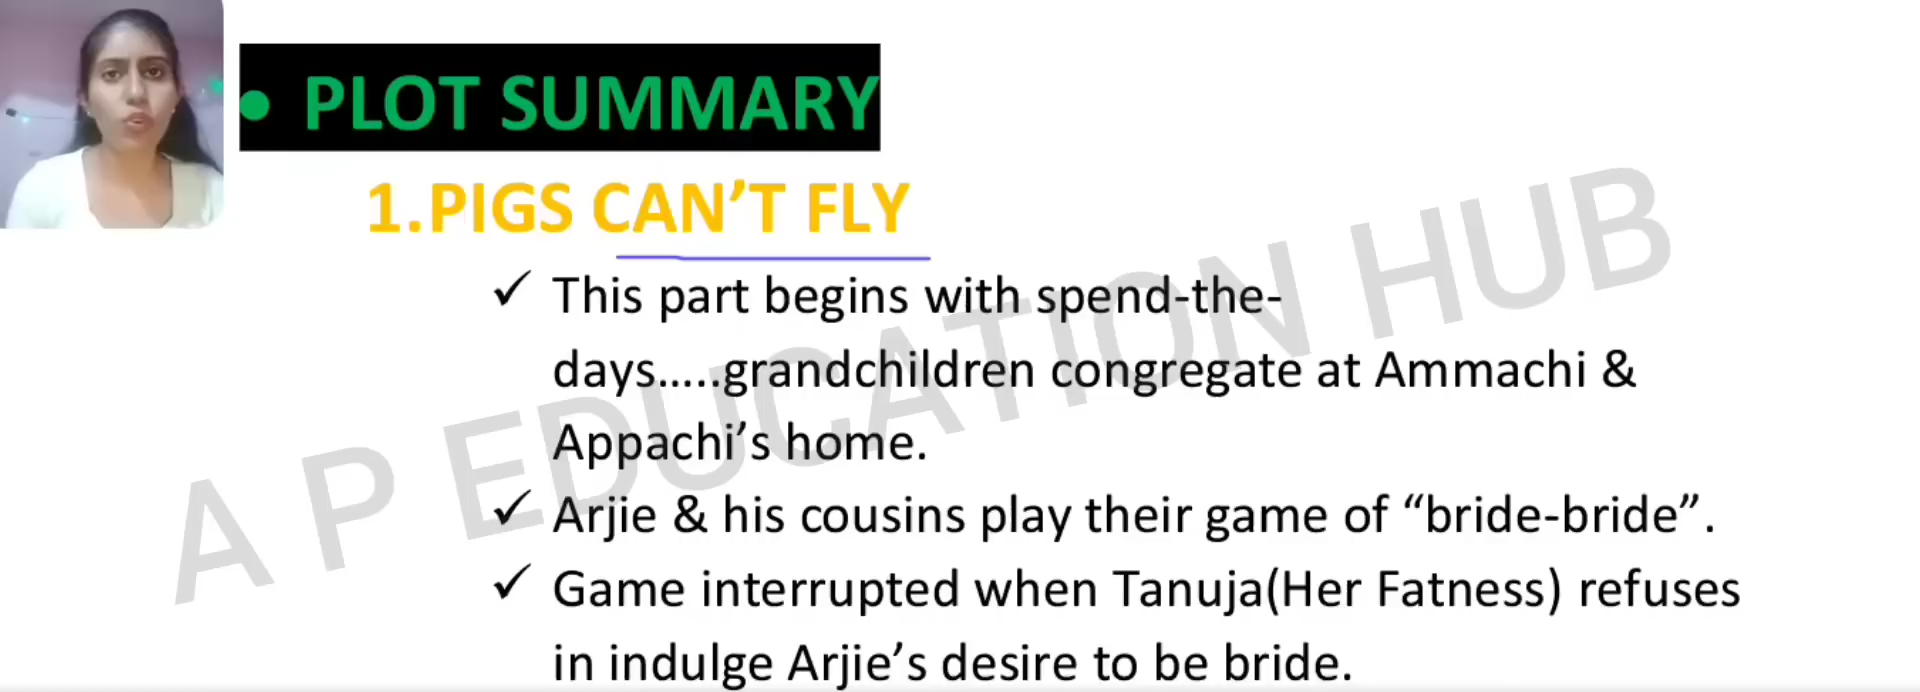 • PLOT SUMMARY
1.PIGS CAN’T FLY
✓ This part begins with spend-the-
days.....grandchildren congregate at Ammachi &
Appachi’s home.
✓ Arjie & his cousins play their game of “bride-bride”.
✓ Game interrupted when Tanuja(Her Fatness) refuses
in indulge Arjie’s desire to be bride.
A P EDUCATION HUB